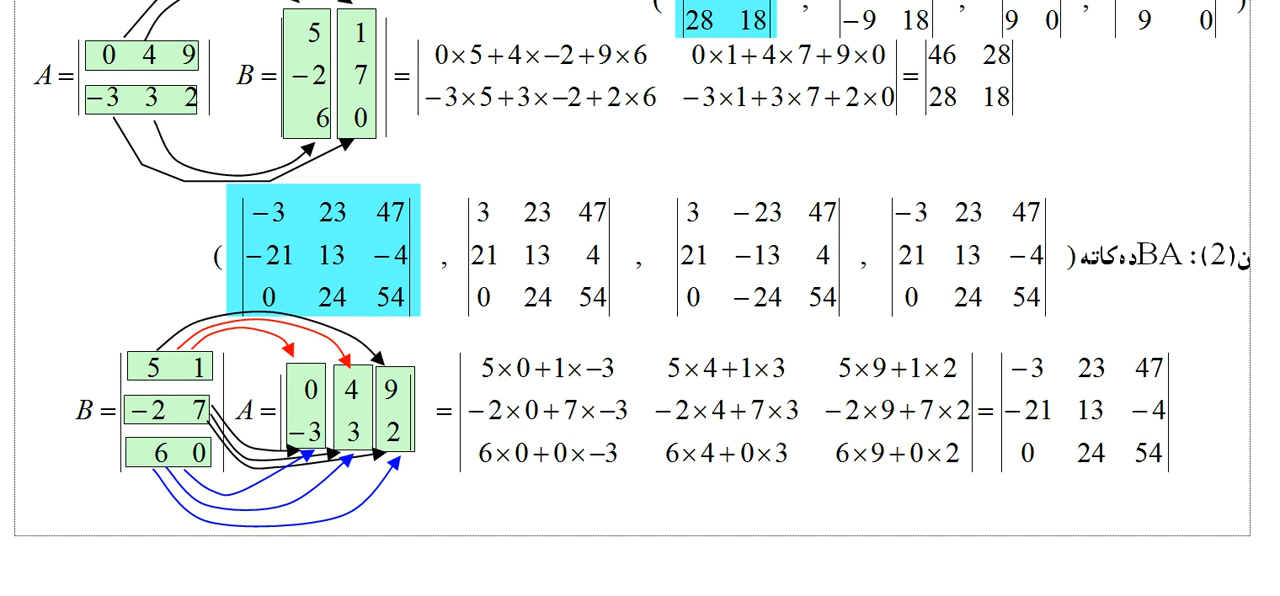 ( |28 18| , |−9 18| , |9 0| , |9 0| )
A = |0 4 9| B = |5 1| = |0×5+4×−2+9×6 0×1+4×7+9×0| = |46 28|
|−3 3 2| |−2 7| |−3×5+3×−2+2×6 −3×1+3×7+2×0| |28 18|
|6 0|
|−3 23 47| |3 23 47| |3 −23 47| |−3 23 47|
( |−21 13 −4| , |21 13 4| , |21 −13 4| , |21 13 −4| ) ن(2): BA دەکاتە
|0 24 54| |0 24 54| |0 −24 54| |0 24 54|
|5 1| |0 4 9| |5×0+1×−3 5×4+1×3 5×9+1×2| |−3 23 47|
B = |−2 7| A = |−3 3 2| = |−2×0+7×−3 −2×4+7×3 −2×9+7×2| = |−21 13 −4|
|6 0| |6×0+0×−3 6×4+0×3 6×9+0×2| |0 24 54|